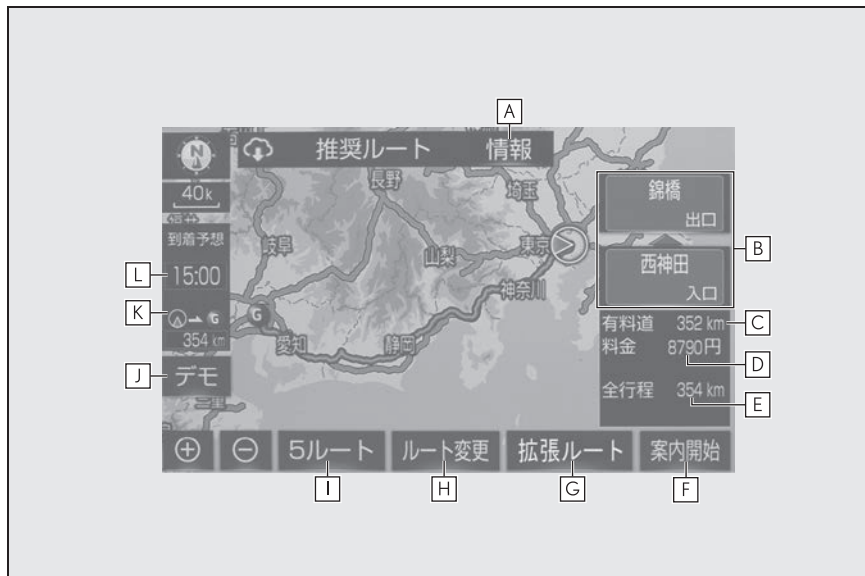 A
推奨ルート 情報
N
40k
到着予想
15:00
L
K
G
354 km
J
デモ
長野
埼玉
岐阜
山梨
東京
神奈川
G
愛知
静岡
三重
錦橋
出口
西神田
入口
B
有料道 352 km
C
料金 8790円
D
全行程 354 km
E
5ルート
ルート変更
拡張ルート
案内開始
I
H
G
F